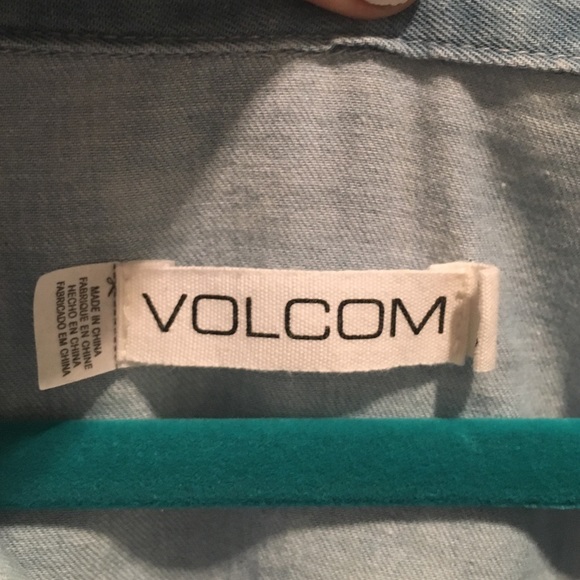 VOLCOM
MADE IN CHINA
FABRIQUE EN CHINE
HECHO EN CHINA
FABRICADO EM CHINA